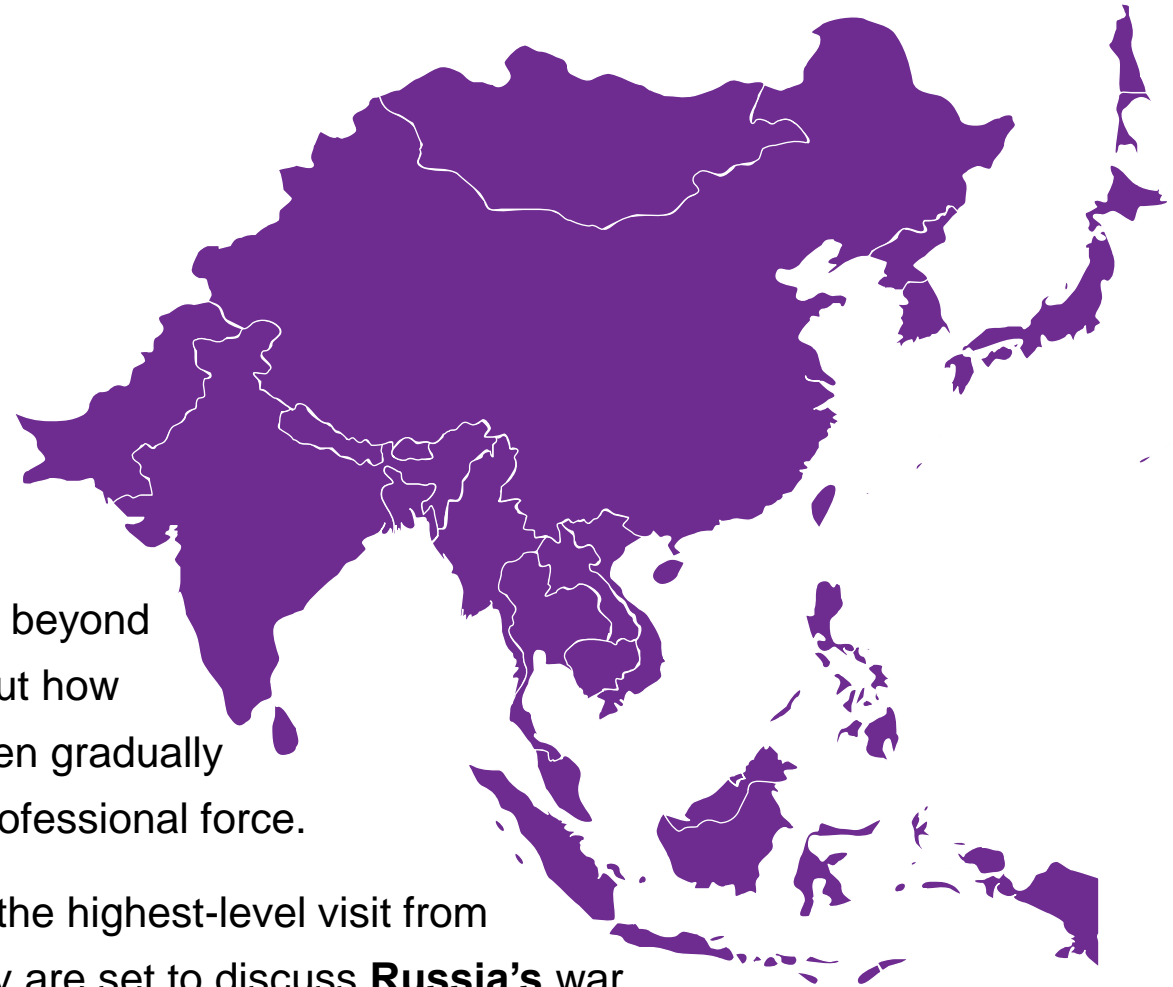 beyond
ut how
en gradually
ofessional force.
the highest-level visit from
y are set to discuss Russia's war